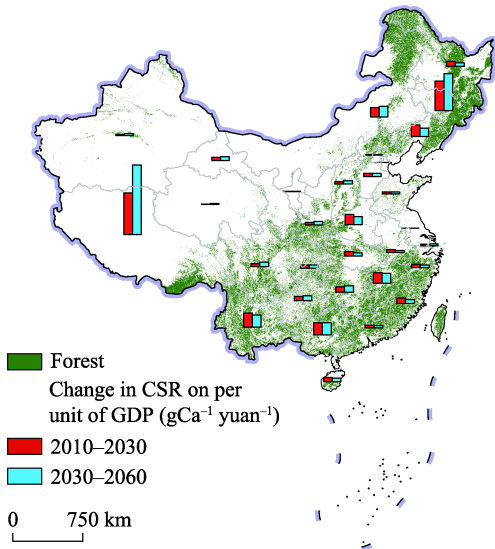 Forest
Change in CSR on per
unit of GDP (gCa⁻¹ yuan⁻¹)
2010–2030
2030–2060
0 750 km